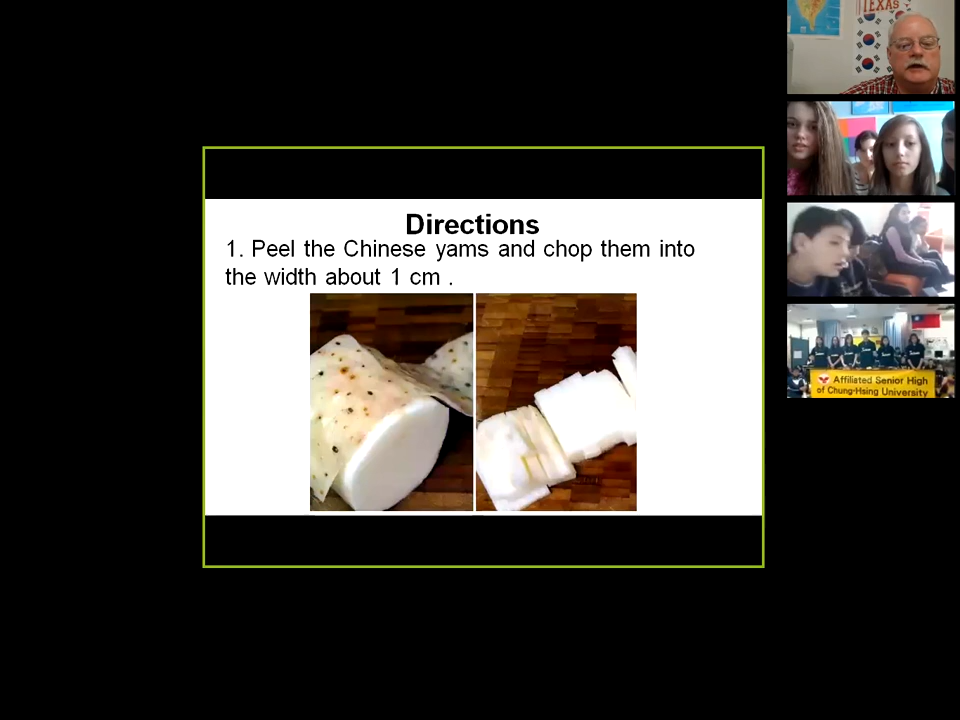 Directions
1. Peel the Chinese yams and chop them into
the width about 1 cm .
TEXAS
Affiliated Senior High
of Chung-Hsing University